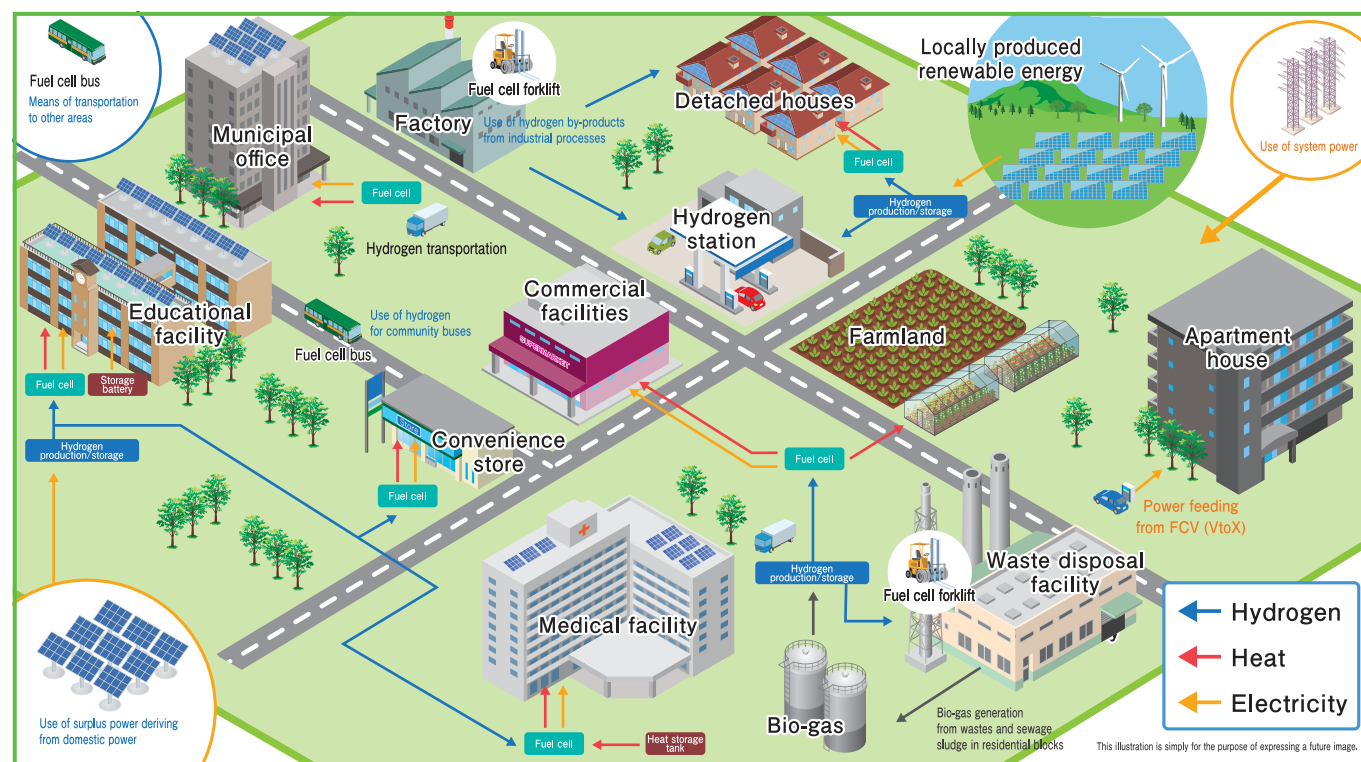 Fuel cell bus
Means of transportation
to other areas
Municipal
office
Factory
Fuel cell forklift
Use of hydrogen by-products
from industrial processes
Detached houses
Locally produced
renewable energy
Use of system power
Fuel cell
Fuel cell
Hydrogen
production/storage
Hydrogen transportation
Hydrogen
station
Educational
facility
Fuel cell
Storage
battery
Hydrogen
production/storage
Use of hydrogen
for community buses
Fuel cell bus
Commercial
facilities
SUPERMARKET
Farmland
Apartment
house
Store
Convenience
store
Fuel cell
Fuel cell
Power feeding
from FCV (VtoX)
Hydrogen
production/storage
Fuel cell forklift
Waste disposal
facility
Medical facility
Fuel cell
Heat storage
tank
Bio-gas
Bio-gas generation
from wastes and sewage
sludge in residential blocks
Use of surplus power deriving
from domestic power
Hydrogen
Heat
Electricity
This illustration is simply for the purpose of expressing a future image.